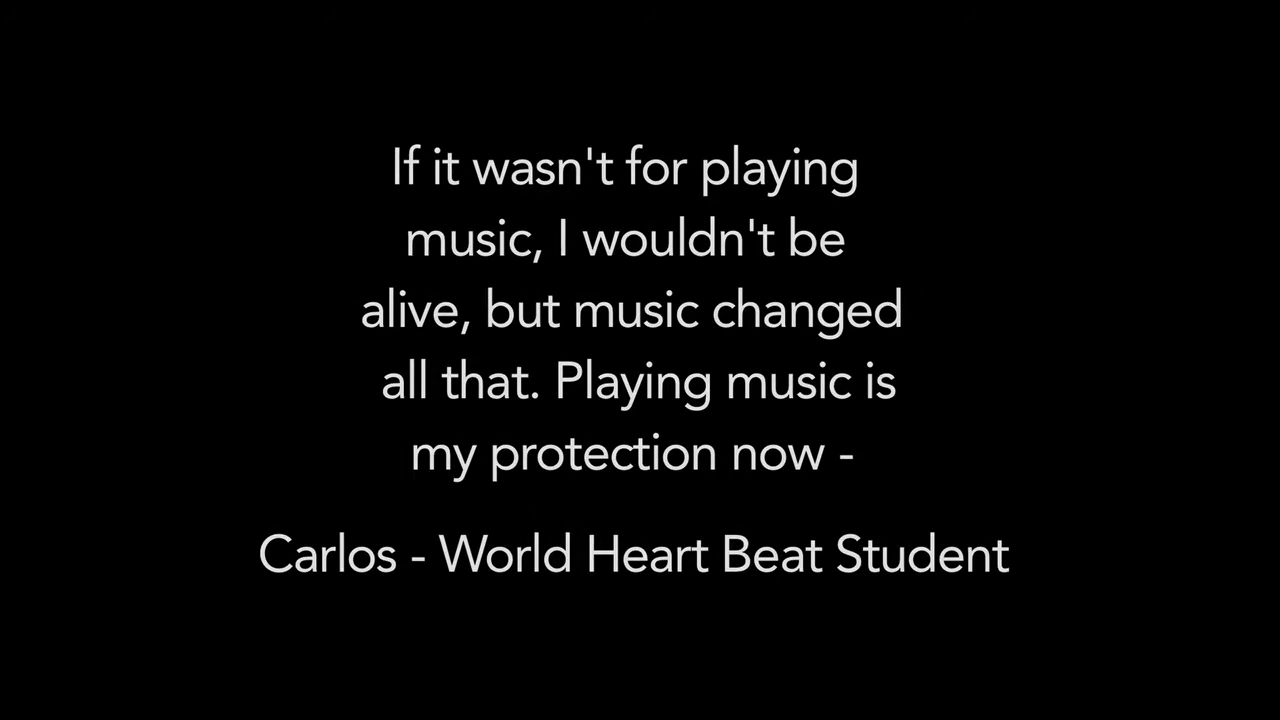 If it wasn't for playing
music, I wouldn't be
alive, but music changed
all that. Playing music is
my protection now -
Carlos - World Heart Beat Student